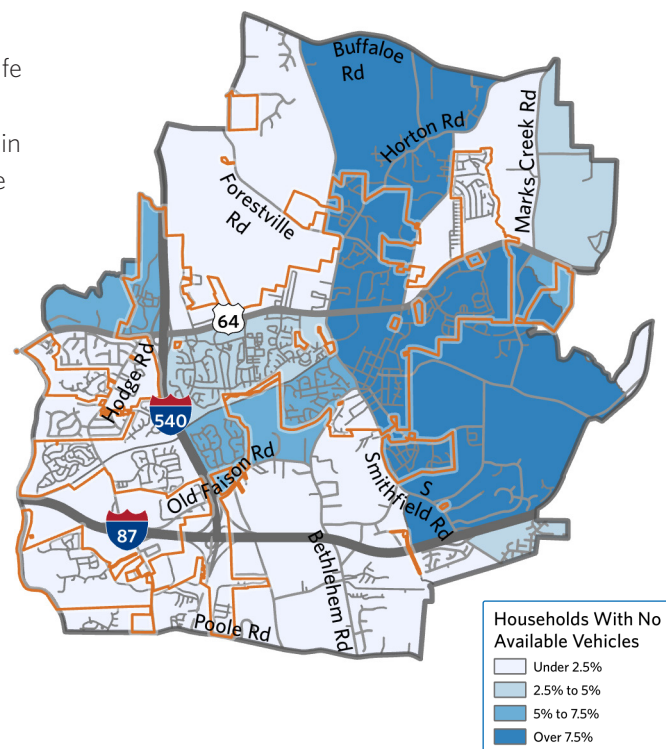 fe
in
e
Buffaloe
Rd
Horton Rd
Marks Creek Rd
Forestville
Rd
64
Hodge Rd
540
Old Faison Rd
S
Smithfield Rd
87
Bethlehem Rd
Poole Rd
Households With No
Available Vehicles
Under 2.5%
2.5% to 5%
5% to 7.5%
Over 7.5%